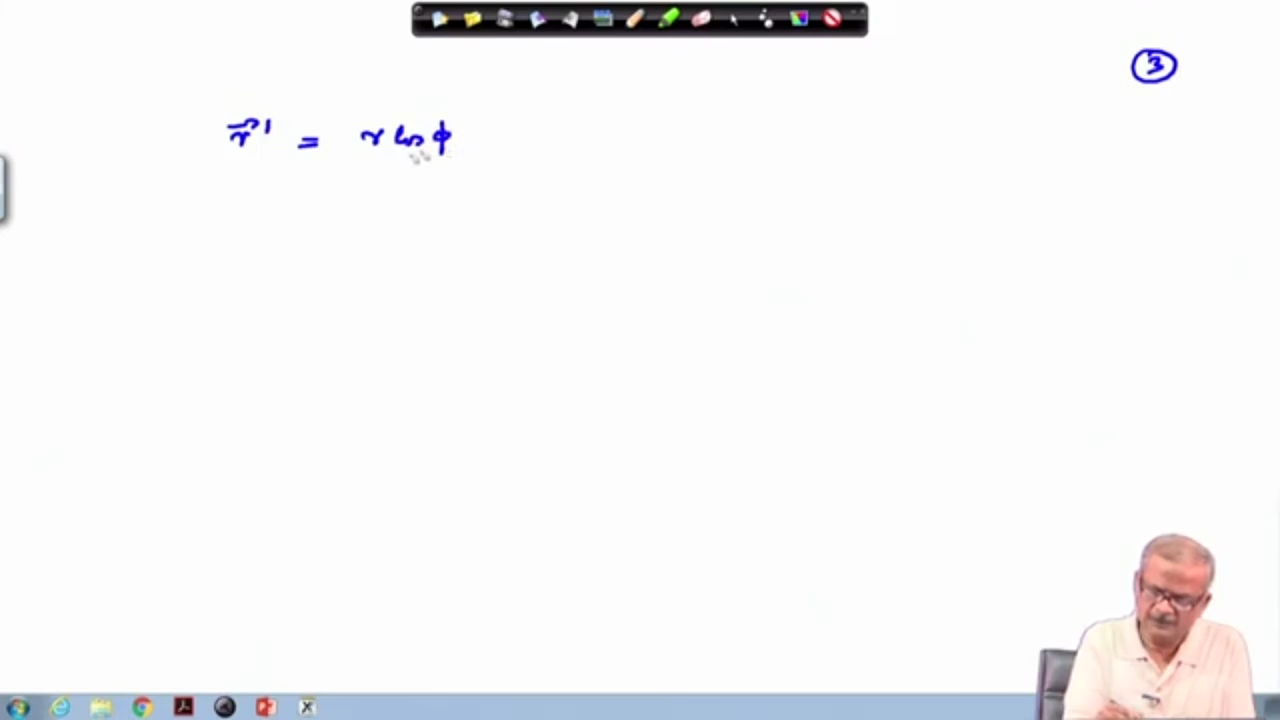 3
r⃗' = r cos φ